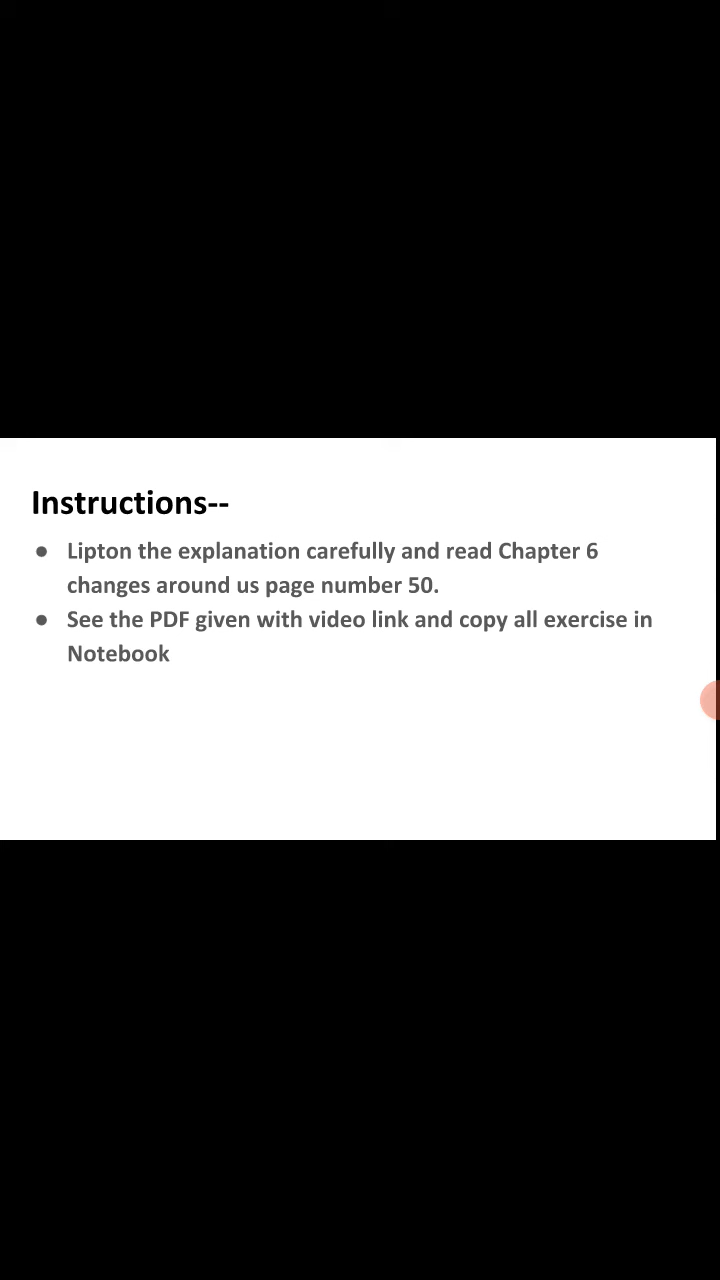 Instructions--
● Lipton the explanation carefully and read Chapter 6
changes around us page number 50.
● See the PDF given with video link and copy all exercise in
Notebook